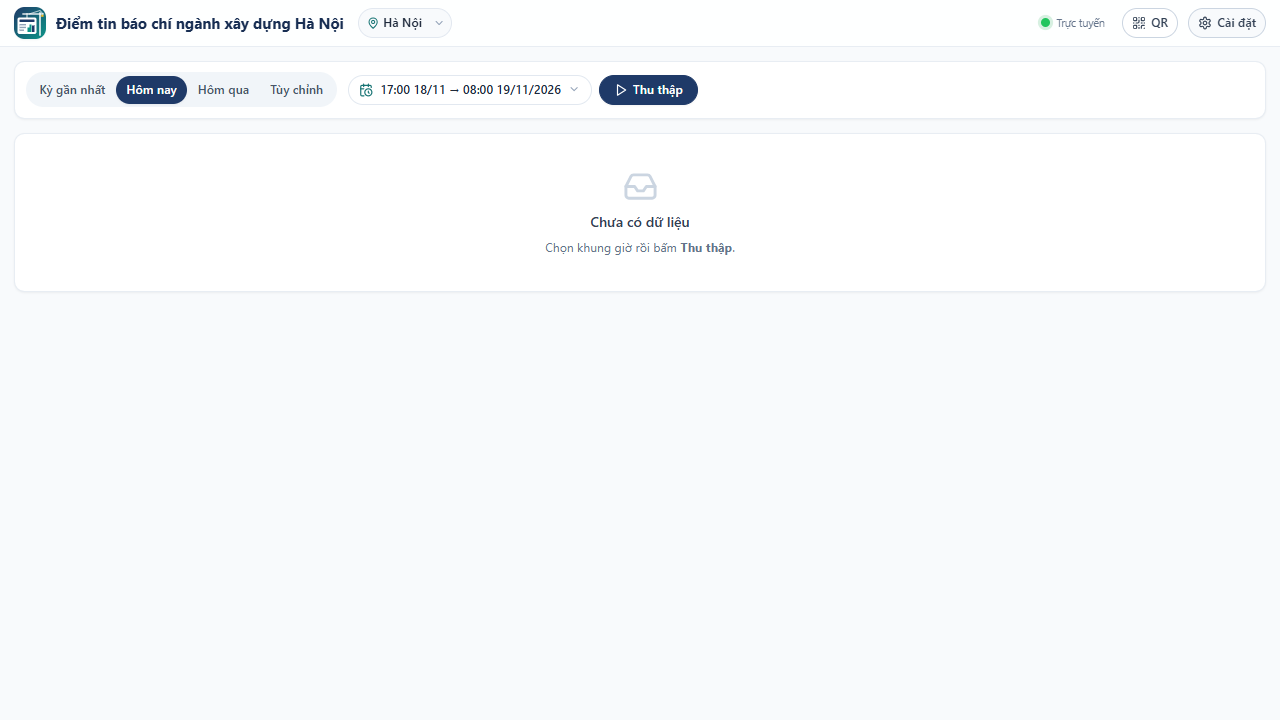 Điểm tin báo chí ngành xây dựng Hà Nội
Hà Nội
Trực tuyến
QR
Cài đặt
Kỳ gần nhất
Hôm nay
Hôm qua
Tùy chỉnh
17:00 18/11 → 08:00 19/11/2026
Thu thập
Chưa có dữ liệu
Chọn khung giờ rồi bấm Thu thập.